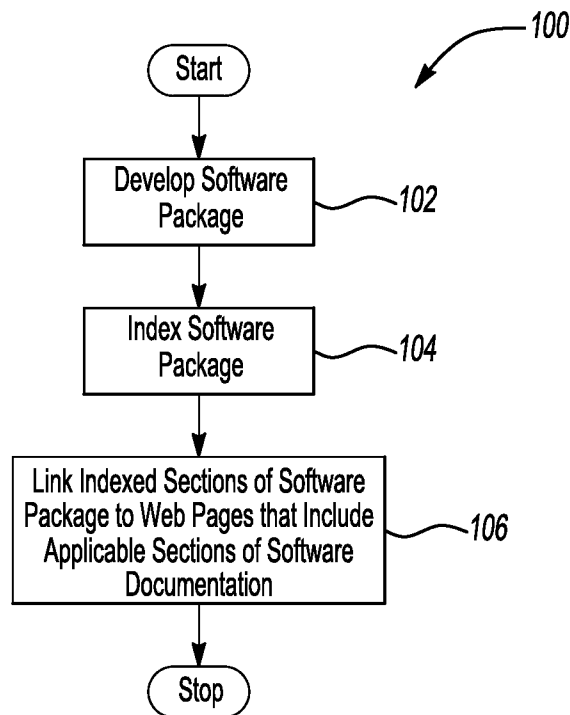 100
Start
Develop Software
Package
102
Index Software
Package
104
Link Indexed Sections of Software
Package to Web Pages that Include
Applicable Sections of Software
Documentation
106
Stop